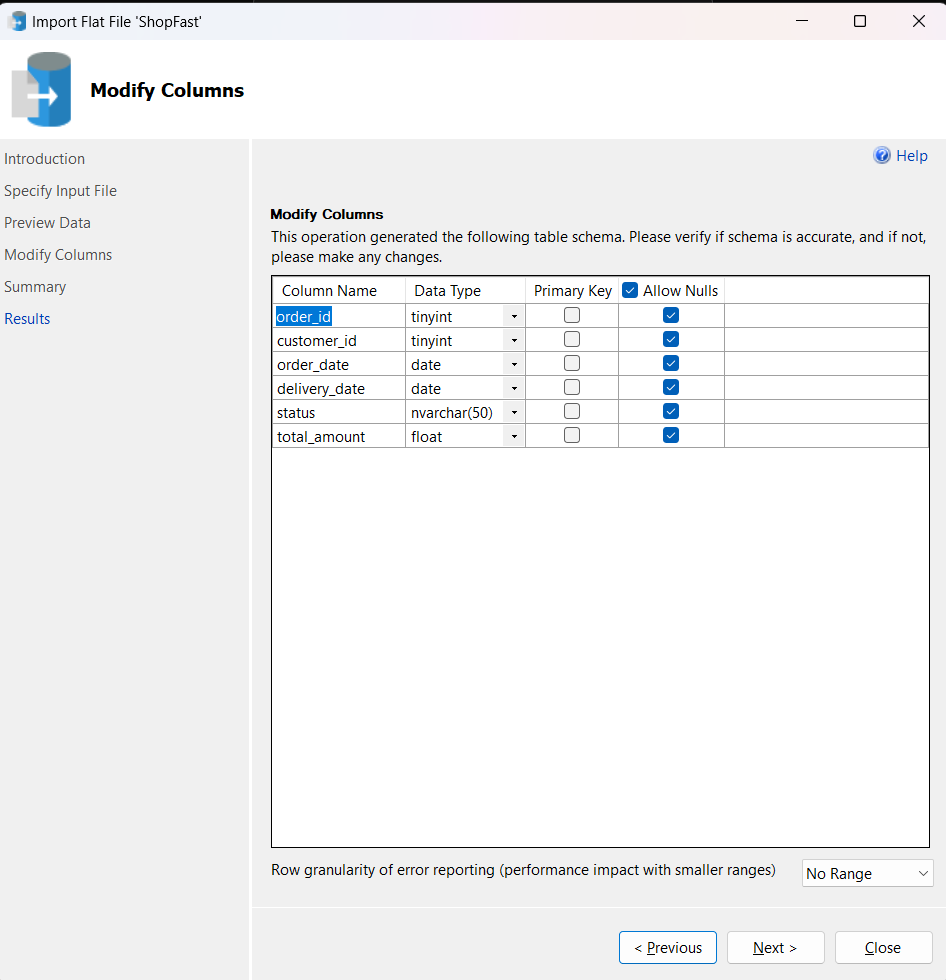 Import Flat File 'ShopFast'
Modify Columns
Introduction
Specify Input File
Preview Data
Modify Columns
Summary
Results
Help
Modify Columns
This operation generated the following table schema. Please verify if schema is accurate, and if not,
please make any changes.
Column Name Data Type Primary Key Allow Nulls
order_id tinyint
customer_id tinyint
order_date date
delivery_date date
status nvarchar(50)
total_amount float
Row granularity of error reporting (performance impact with smaller ranges) No Range
< Previous Next > Close